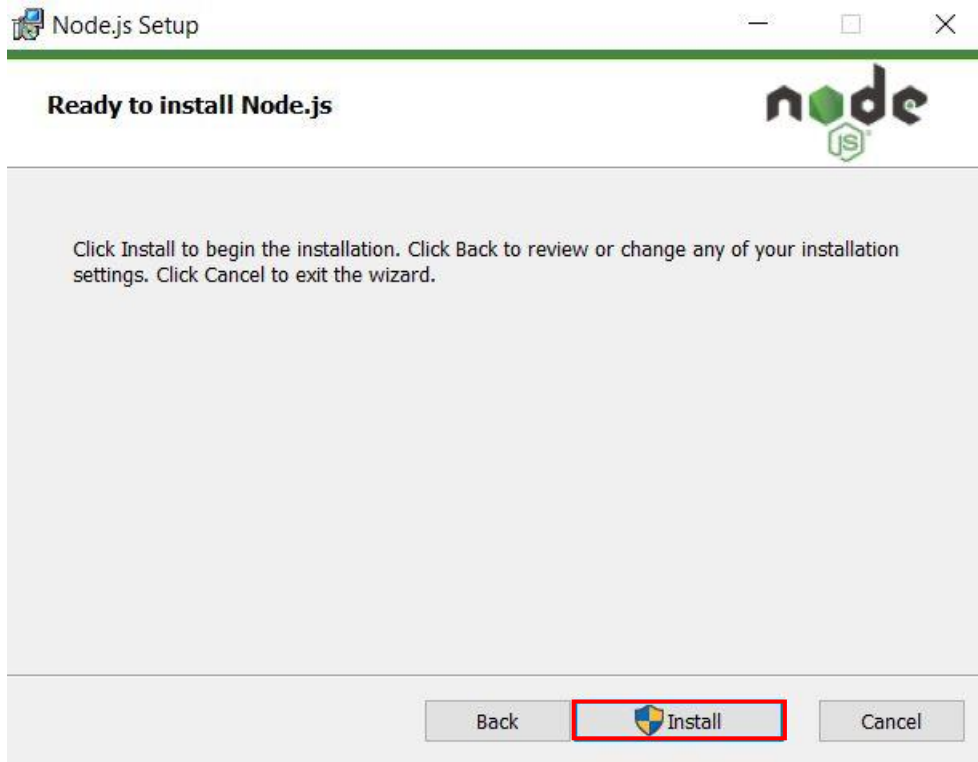 Node.js Setup
Ready to install Node.js
node
JS
Click Install to begin the installation. Click Back to review or change any of your installation
settings. Click Cancel to exit the wizard.
Back
Install
Cancel